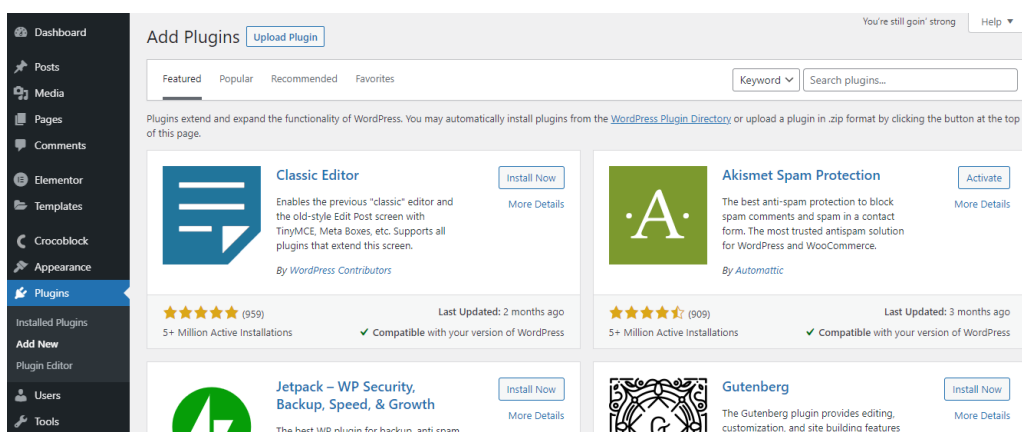 You're still goin' strong
Help ▼
Dashboard
Posts
Media
Pages
Comments
Elementor
Templates
Crocoblock
Appearance
Plugins
Installed Plugins
Add New
Plugin Editor
Users
Tools
Add Plugins Upload Plugin
Featured Popular Recommended Favorites
Keyword Search plugins...
Plugins extend and expand the functionality of WordPress. You may automatically install plugins from the WordPress Plugin Directory or upload a plugin in .zip format by clicking the button at the top
of this page.
Classic Editor
Install Now
More Details
Enables the previous "classic" editor and
the old-style Edit Post screen with
TinyMCE, Meta Boxes, etc. Supports all
plugins that extend this screen.
By WordPress Contributors
(959)
Last Updated: 2 months ago
5+ Million Active Installations
✔ Compatible with your version of WordPress
·A·
Akismet Spam Protection
Activate
More Details
The best anti-spam protection to block
spam comments and spam in a contact
form. The most trusted antispam solution
for WordPress and WooCommerce.
By Automattic
(909)
Last Updated: 3 months ago
5+ Million Active Installations
✔ Compatible with your version of WordPress
Jetpack – WP Security,
Backup, Speed, & Growth
Install Now
More Details
The best WP plugin for backup, anti spam
G
Gutenberg
Install Now
More Details
The Gutenberg plugin provides editing,
customization, and site building features